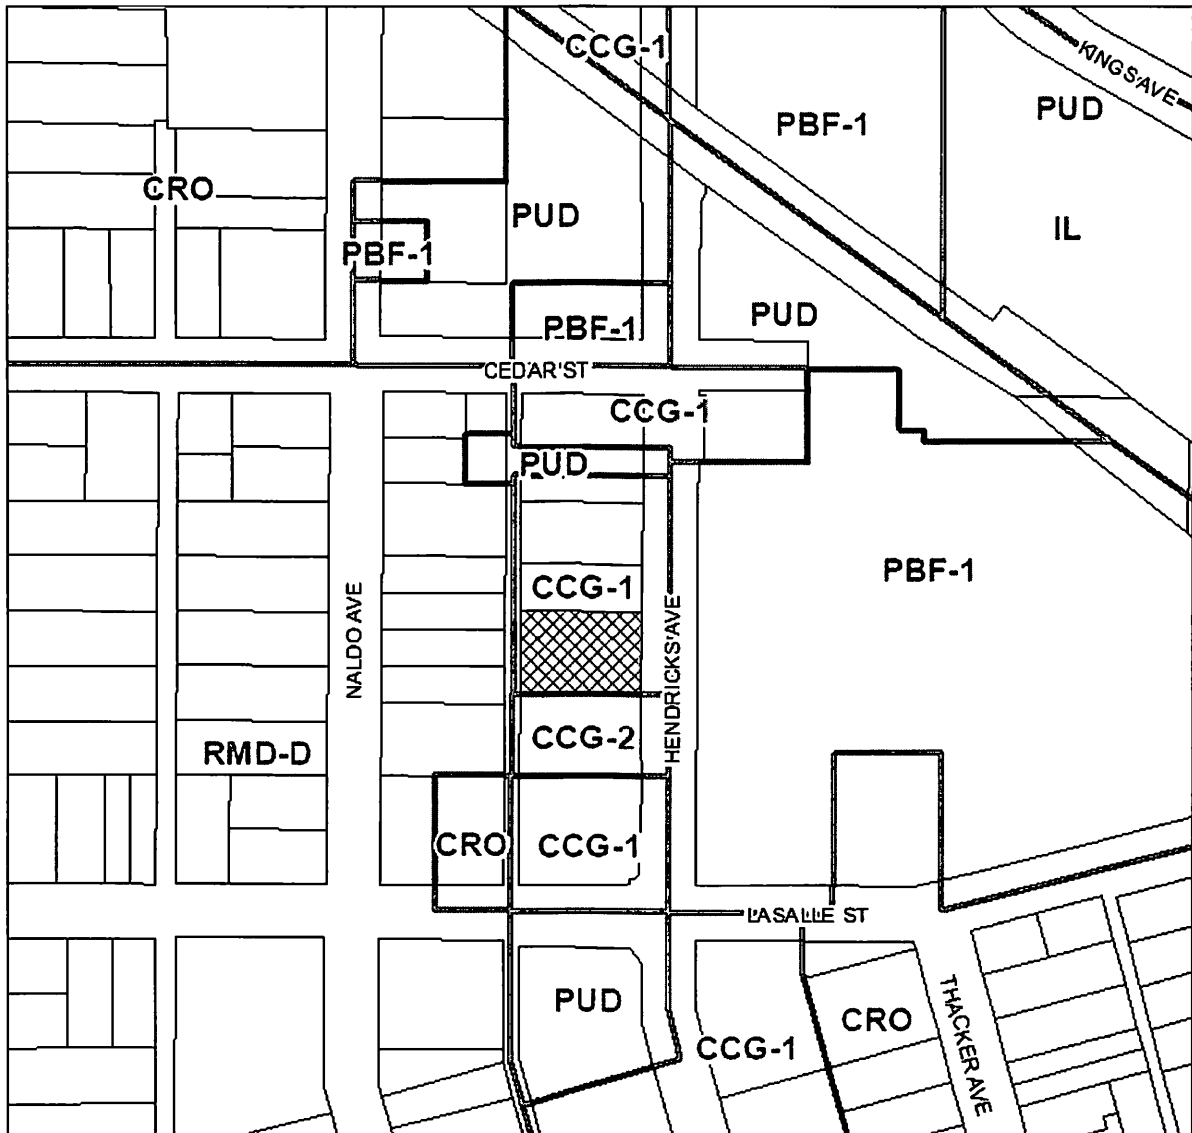 CCG-1
KINGS AVE
PUD
PBF-1
CRO
PUD
IL
PBF-1
PUD
PBF-1
CEDAR ST
CCG-1
PUD
PBF-1
CCG-1
NALDO AVE
HENDRICKS AVE
CCG-2
RMD-D
CRO
CCG-1
LASALLE ST
PUD
CRO
THACKER AVE
CCG-1